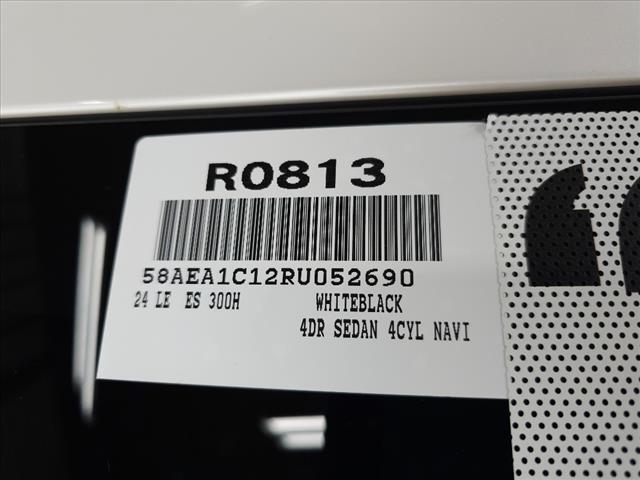 R0813
58AEA1C12RU052690
24 LE ES 300H WHITEBLACK
4DR SEDAN 4CYL NAVI